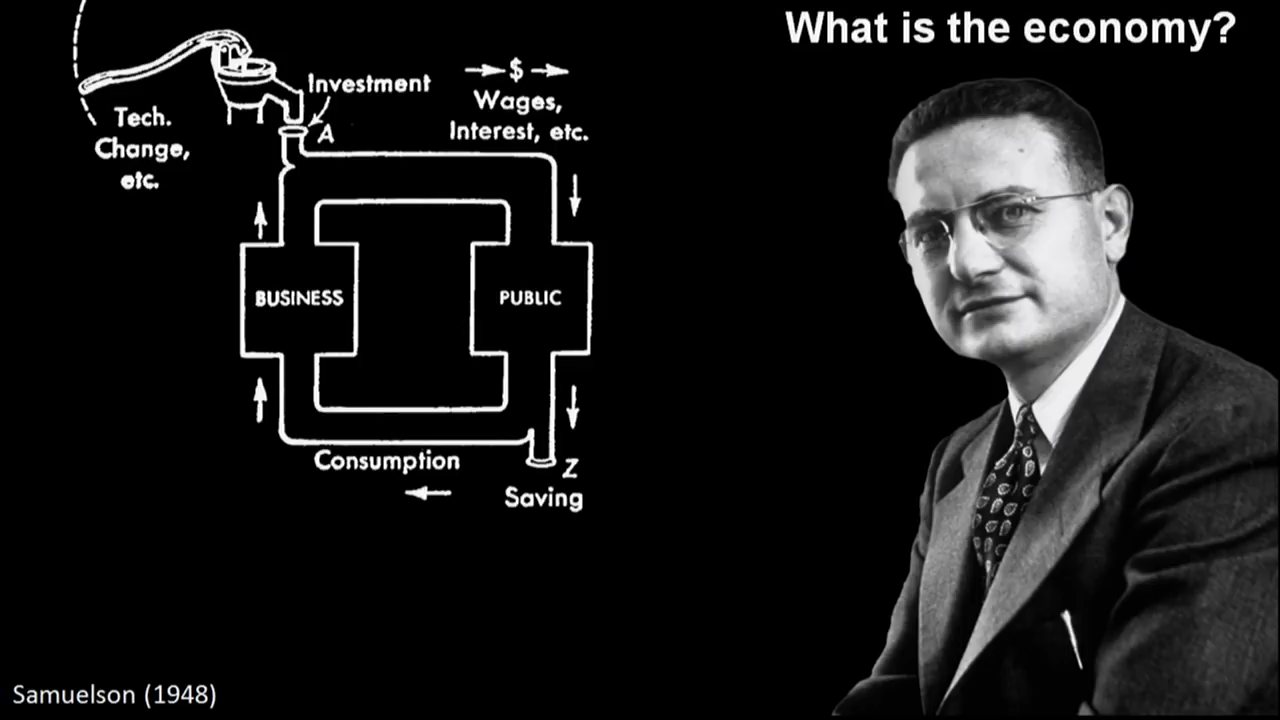 What is the economy?
Investment
A
→ $ →
Wages,
Interest, etc.
Tech.
Change,
etc.
BUSINESS
PUBLIC
Consumption
Z
Saving
Samuelson (1948)